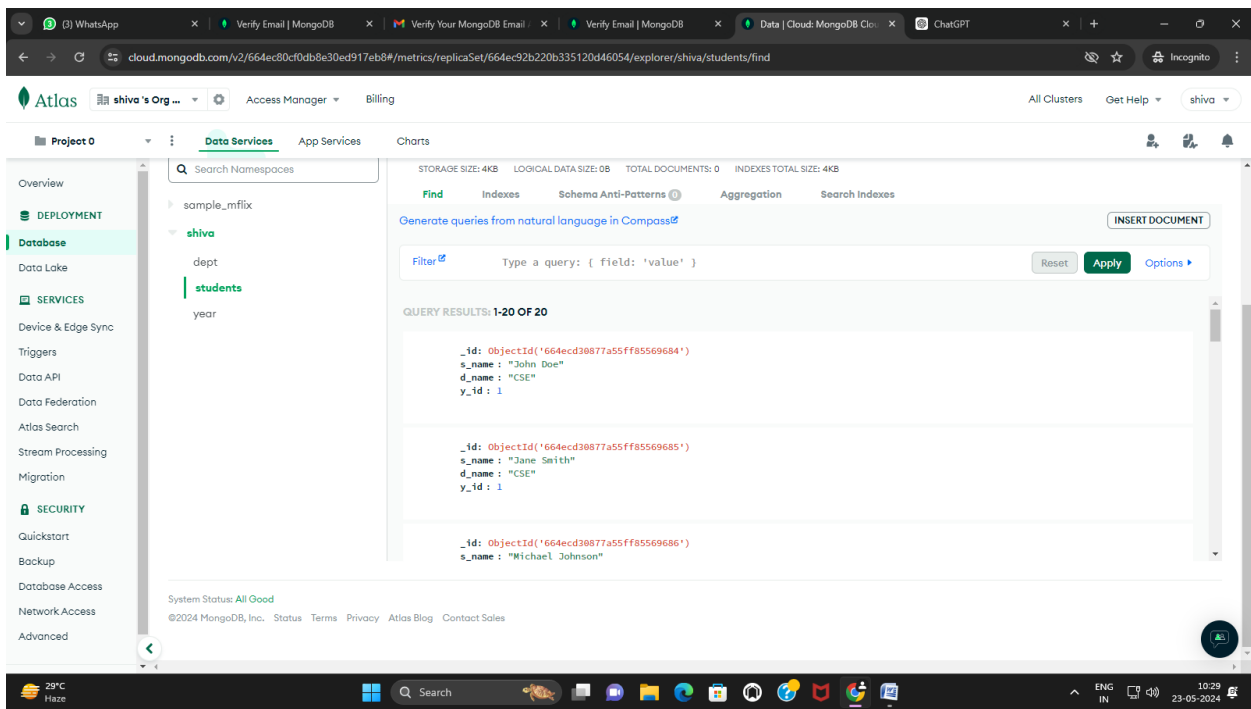 (3) WhatsApp
Verify Email | MongoDB
Verify Your MongoDB Email
Verify Email | MongoDB
Data | Cloud: MongoDB Clou
ChatGPT
cloud.mongodb.com/v2/664ec80cf0db8e30ed917eb8#/metrics/replicaSet/664ec92b220b335120d46054/explorer/shiva/students/find
Incognito
Atlas
shiva 's Org ...
Access Manager
Billing
All Clusters
Get Help
shiva
Project 0
Data Services
App Services
Charts
Overview
DEPLOYMENT
Database
Data Lake
SERVICES
Device & Edge Sync
Triggers
Data API
Data Federation
Atlas Search
Stream Processing
Migration
SECURITY
Quickstart
Backup
Database Access
Network Access
Advanced
Search Namespaces
sample_mflix
shiva
dept
students
year
STORAGE SIZE: 4KB LOGICAL DATA SIZE: 0B TOTAL DOCUMENTS: 0 INDEXES TOTAL SIZE: 4KB
Find Indexes Schema Anti-Patterns 0 Aggregation Search Indexes
Generate queries from natural language in Compass
INSERT DOCUMENT
Filter Type a query: { field: 'value' } Reset Apply Options
QUERY RESULTS: 1-20 OF 20
_id: ObjectId('664ecd30877a55ff85569684')
s_name : "John Doe"
d_name : "CSE"
y_id : 1
_id: ObjectId('664ecd30877a55ff85569685')
s_name : "Jane Smith"
d_name : "CSE"
y_id : 1
_id: ObjectId('664ecd30877a55ff85569686')
s_name : "Michael Johnson"
System Status: All Good
©2024 MongoDB, Inc. Status Terms Privacy Atlas Blog Contact Sales
29°C
Haze
Search
ENG
IN
10:29
23-05-2024